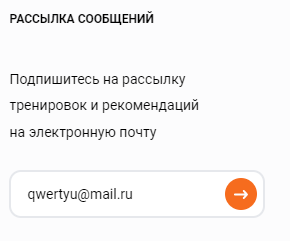 РАССЫЛКА СООБЩЕНИЙ
Подпишитесь на рассылку
тренировок и рекомендаций
на электронную почту
qwertyu@mail.ru